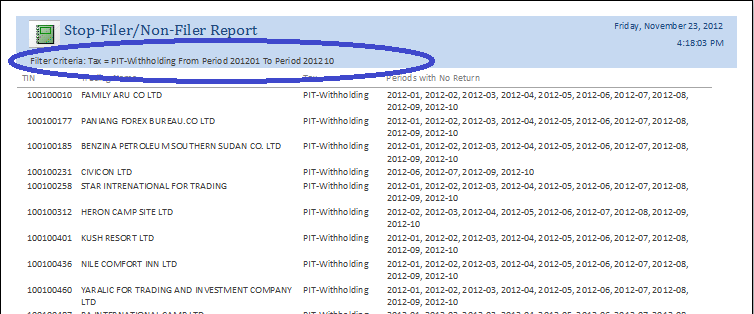 Stop-Filer/Non-Filer Report
Friday, November 23, 2012
4:18:03 PM
Filter Criteria: Tax = PIT-Withholding From Period 201201 To Period 201210
TIN Periods with No Return
100100010 FAMILY ARU CO LTD PIT-Withholding 2012-01, 2012-02, 2012-03, 2012-04, 2012-05, 2012-06, 2012-07, 2012-08,
2012-09, 2012-10
100100177 PANIANG FOREX BUREAU.CO LTD PIT-Withholding 2012-01, 2012-02, 2012-03, 2012-04, 2012-05, 2012-06, 2012-07, 2012-08,
2012-09, 2012-10
100100185 BENZINA PETROLEUM SOUTHERN SUDAN CO. LTD PIT-Withholding 2012-01, 2012-02, 2012-03, 2012-04, 2012-05, 2012-06, 2012-07, 2012-08,
2012-09, 2012-10
100100231 CIVICON LTD PIT-Withholding 2012-06, 2012-07, 2012-09, 2012-10
100100258 STAR INTRENATIONAL FOR TRADING PIT-Withholding 2012-01, 2012-02, 2012-03, 2012-04, 2012-05, 2012-06, 2012-07, 2012-08,
2012-09, 2012-10
100100312 HERON CAMP SITE LTD PIT-Withholding 2012-02, 2012-03, 2012-04, 2012-05, 2012-06, 2012-07, 2012-08, 2012-09,
2012-10
100100401 KUSH RESORT LTD PIT-Withholding 2012-01, 2012-02, 2012-03, 2012-04, 2012-05, 2012-06, 2012-07, 2012-08,
2012-09, 2012-10
100100436 NILE COMFORT INN LTD PIT-Withholding 2012-01, 2012-02, 2012-03, 2012-04, 2012-05, 2012-06, 2012-07, 2012-08,
2012-09, 2012-10
100100460 YARALIC FOR TRADING AND INVESTMENT COMPANY PIT-Withholding 2012-01, 2012-02, 2012-03, 2012-04, 2012-05, 2012-06, 2012-07, 2012-08,
LTD 2012-09, 2012-10